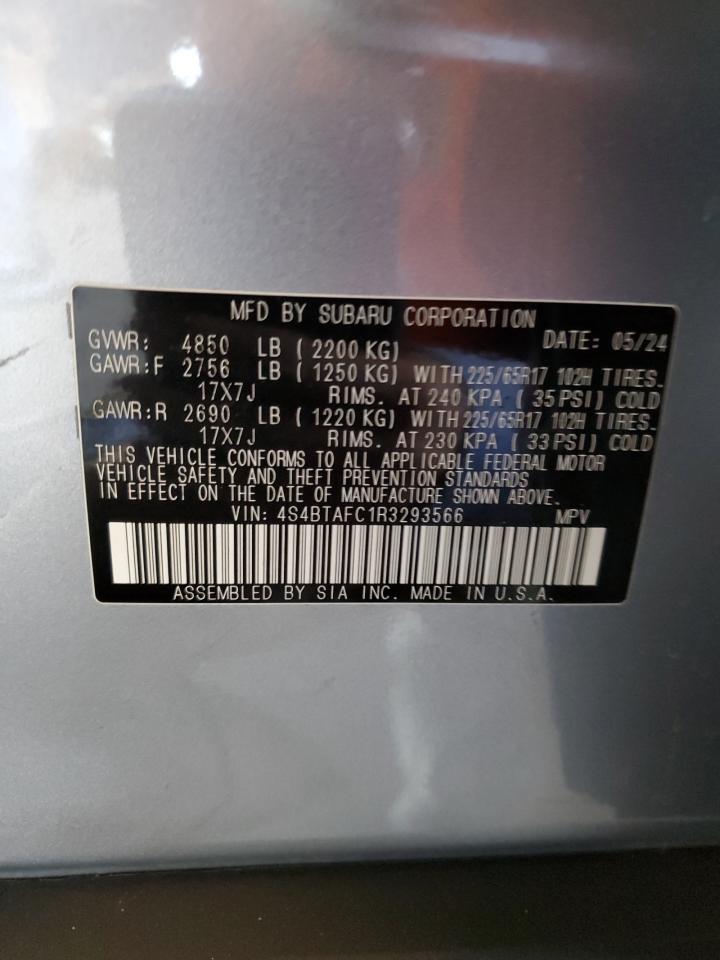 MFD BY SUBARU CORPORATION
GVWR: 4850 LB ( 2200 KG) DATE: 05/24
GAWR:F 2756 LB ( 1250 KG) WITH 225/65R17 102H TIRES.
17X7J RIMS. AT 240 KPA ( 35 PSI) COLD
GAWR:R 2690 LB ( 1220 KG) WITH 225/65R17 102H TIRES.
17X7J RIMS. AT 230 KPA ( 33 PSI) COLD
THIS VEHICLE CONFORMS TO ALL APPLICABLE FEDERAL MOTOR
VEHICLE SAFETY AND THEFT PREVENTION STANDARDS
IN EFFECT ON THE DATE OF MANUFACTURE SHOWN ABOVE.
VIN: 4S4BTAFC1R3293566 MPV
ASSEMBLED BY SIA INC. MADE IN U.S.A.